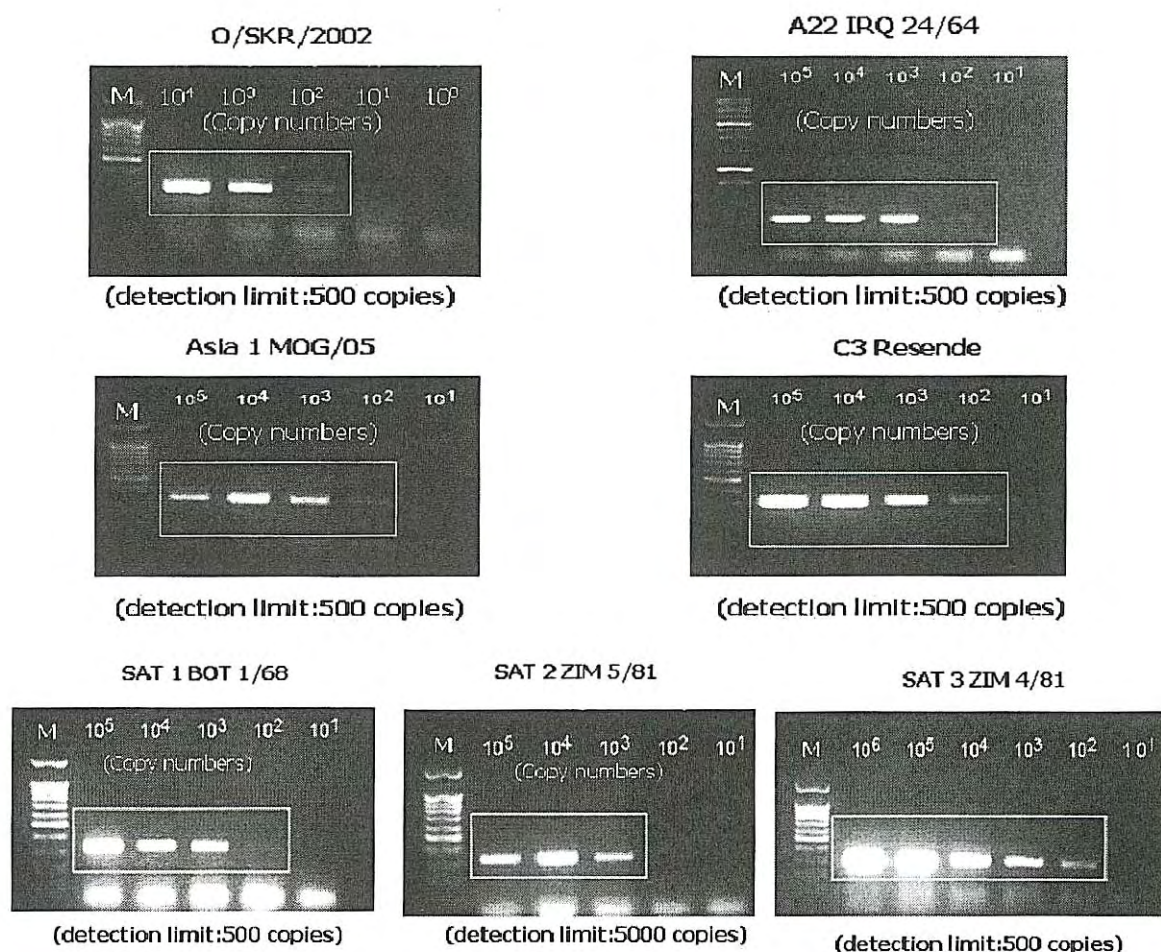 O/SKR/2002
A22 IRQ 24/64
M 10⁴ 10³ 10² 10¹ 10⁰
(Copy numbers)
M 10⁵ 10⁴ 10³ 10² 10¹
(Copy numbers)
(detection limit:500 copies)
(detection limit:500 copies)
Asia 1 MOG/05
C3 Resende
M 10⁵ 10⁴ 10³ 10² 10¹
(Copy numbers)
M 10⁵ 10⁴ 10³ 10² 10¹
(Copy numbers)
(detection limit:500 copies)
(detection limit:500 copies)
SAT 1 BOT 1/68
SAT 2 ZIM 5/81
SAT 3 ZIM 4/81
M 10⁵ 10⁴ 10³ 10² 10¹
(Copy numbers)
M 10⁵ 10⁴ 10³ 10² 10¹
(Copy numbers)
M 10⁶ 10⁵ 10⁴ 10³ 10² 10¹
(detection limit:500 copies)
(detection limit:5000 copies)
(detection limit:500 copies)